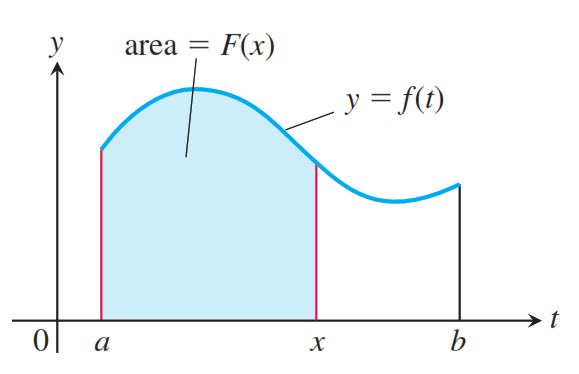 y
area = F(x)
y = f(t)
t
0
a
x
b